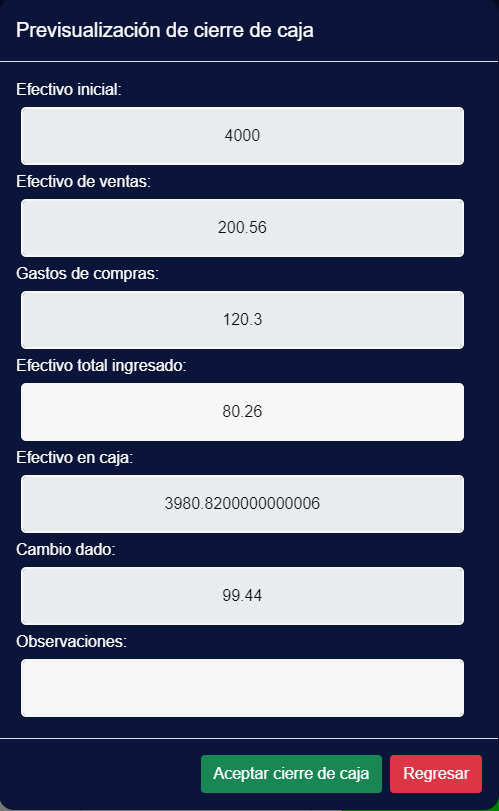 Previsualización de cierre de caja
Efectivo inicial:
4000
Efectivo de ventas:
200.56
Gastos de compras:
120.3
Efectivo total ingresado:
80.26
Efectivo en caja:
3980.8200000000006
Cambio dado:
99.44
Observaciones:
Aceptar cierre de caja Regresar